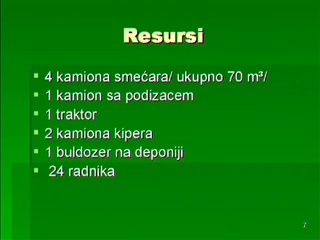 Resursi
4 kamiona smećara/ ukupno 70 m³/
1 kamion sa podizacem
1 traktor
2 kamiona kipera
1 buldozer na deponiji
24 radnika
7